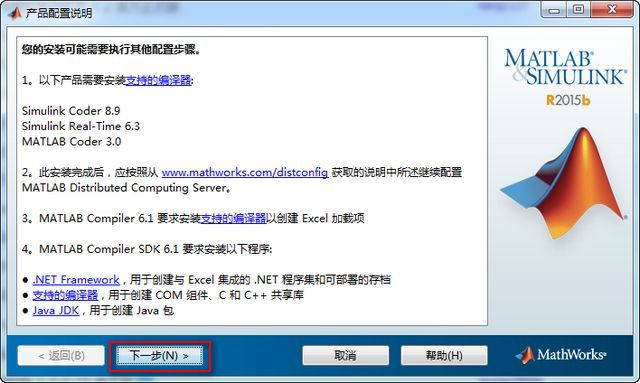 产品配置说明
您的安装可能需要执行其他配置步骤。
1。以下产品需要安装支持的编译器:
Simulink Coder 8.9
Simulink Real-Time 6.3
MATLAB Coder 3.0
2。此安装完成后，应按照从 www.mathworks.com/distconfig 获取的说明中所述继续配置
MATLAB Distributed Computing Server。
3。MATLAB Compiler 6.1 要求安装支持的编译器以创建 Excel 加载项
4。MATLAB Compiler SDK 6.1 要求安装以下程序:
● .NET Framework，用于创建与 Excel 集成的 .NET 程序集和可部署的存档
● 支持的编译器，用于创建 COM 组件、C 和 C++ 共享库
● Java JDK，用于创建 Java 包
MATLAB®
&SIMULINK®
R2015b
< 返回(B)
下一步(N) >
取消
帮助(H)
MathWorks®